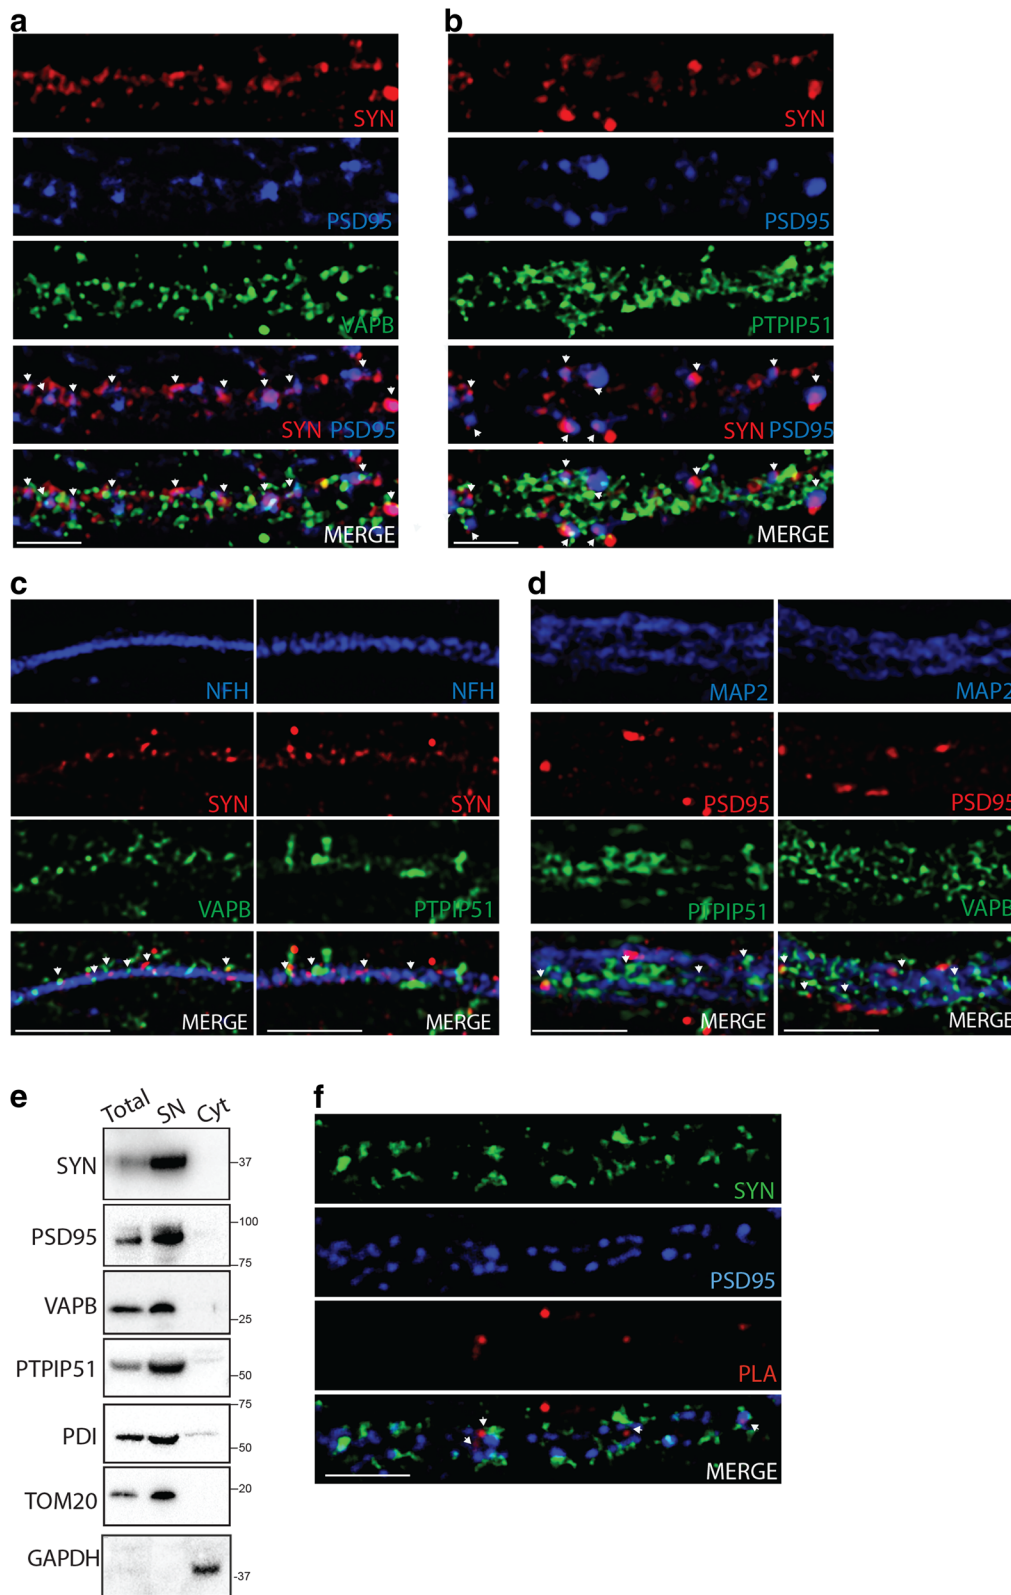 a
SYN
PSD95
VAPB
SYN PSD95
MERGE
b
SYN
PSD95
PTPIP51
SYN PSD95
MERGE
c
NFH NFH
SYN SYN
VAPB PTPIP51
MERGE MERGE
d
MAP2 MAP2
PSD95 PSD95
PTPIP51 VAPB
MERGE MERGE
e
Total SN Cyt
SYN -37
PSD95 -100
-75
VAPB -25
PTPIP51 -50
-75
PDI -50
TOM20 -20
GAPDH -37
f
SYN
PSD95
PLA
MERGE